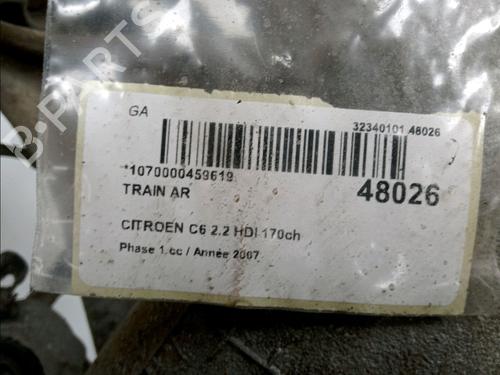 B-PARTS
GA
32340101 48026
*1070000459619
TRAIN AR
48026
CITROEN C6 2.2 HDI 170ch
Phase 1 cc / Année 2007